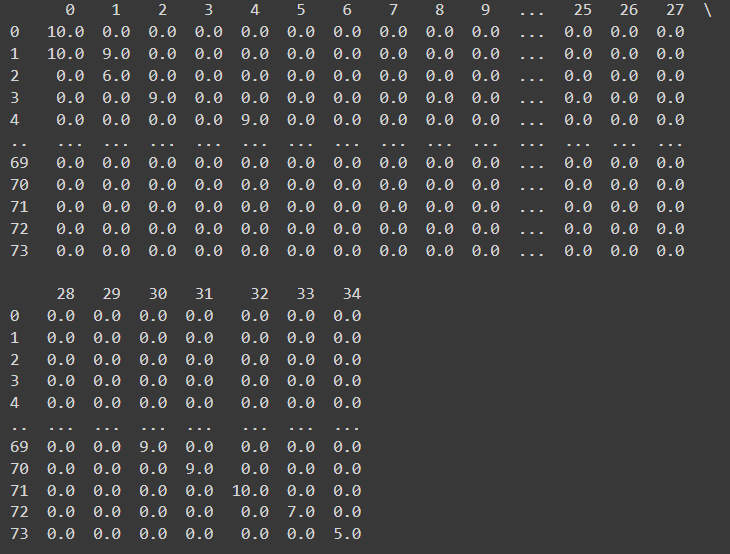 0 1 2 3 4 5 6 7 8 9 ... 25 26 27 \
0 10.0 0.0 0.0 0.0 0.0 0.0 0.0 0.0 0.0 0.0 ... 0.0 0.0 0.0
1 10.0 9.0 0.0 0.0 0.0 0.0 0.0 0.0 0.0 0.0 ... 0.0 0.0 0.0
2 0.0 6.0 0.0 0.0 0.0 0.0 0.0 0.0 0.0 0.0 ... 0.0 0.0 0.0
3 0.0 0.0 9.0 0.0 0.0 0.0 0.0 0.0 0.0 0.0 ... 0.0 0.0 0.0
4 0.0 0.0 0.0 0.0 9.0 0.0 0.0 0.0 0.0 0.0 ... 0.0 0.0 0.0
.. ... ... ... ... ... ... ... ... ... ... ... ... ... ...
69 0.0 0.0 0.0 0.0 0.0 0.0 0.0 0.0 0.0 0.0 ... 0.0 0.0 0.0
70 0.0 0.0 0.0 0.0 0.0 0.0 0.0 0.0 0.0 0.0 ... 0.0 0.0 0.0
71 0.0 0.0 0.0 0.0 0.0 0.0 0.0 0.0 0.0 0.0 ... 0.0 0.0 0.0
72 0.0 0.0 0.0 0.0 0.0 0.0 0.0 0.0 0.0 0.0 ... 0.0 0.0 0.0
73 0.0 0.0 0.0 0.0 0.0 0.0 0.0 0.0 0.0 0.0 ... 0.0 0.0 0.0
28 29 30 31 32 33 34
0 0.0 0.0 0.0 0.0 0.0 0.0 0.0
1 0.0 0.0 0.0 0.0 0.0 0.0 0.0
2 0.0 0.0 0.0 0.0 0.0 0.0 0.0
3 0.0 0.0 0.0 0.0 0.0 0.0 0.0
4 0.0 0.0 0.0 0.0 0.0 0.0 0.0
.. ... ... ... ... ... ... ...
69 0.0 0.0 9.0 0.0 0.0 0.0 0.0
70 0.0 0.0 0.0 9.0 0.0 0.0 0.0
71 0.0 0.0 0.0 0.0 10.0 0.0 0.0
72 0.0 0.0 0.0 0.0 0.0 7.0 0.0
73 0.0 0.0 0.0 0.0 0.0 0.0 5.0